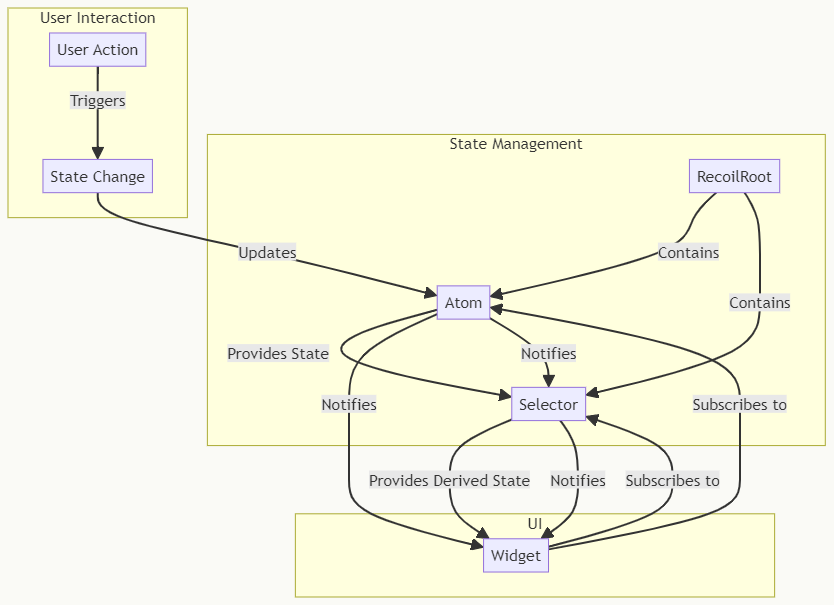 User Interaction
User Action
Triggers
State Change
State Management
RecoilRoot
Updates
Contains
Contains
Atom
Provides State
Notifies
Notifies
Selector
Subscribes to
Provides Derived State
Notifies
Subscribes to
UI
Widget